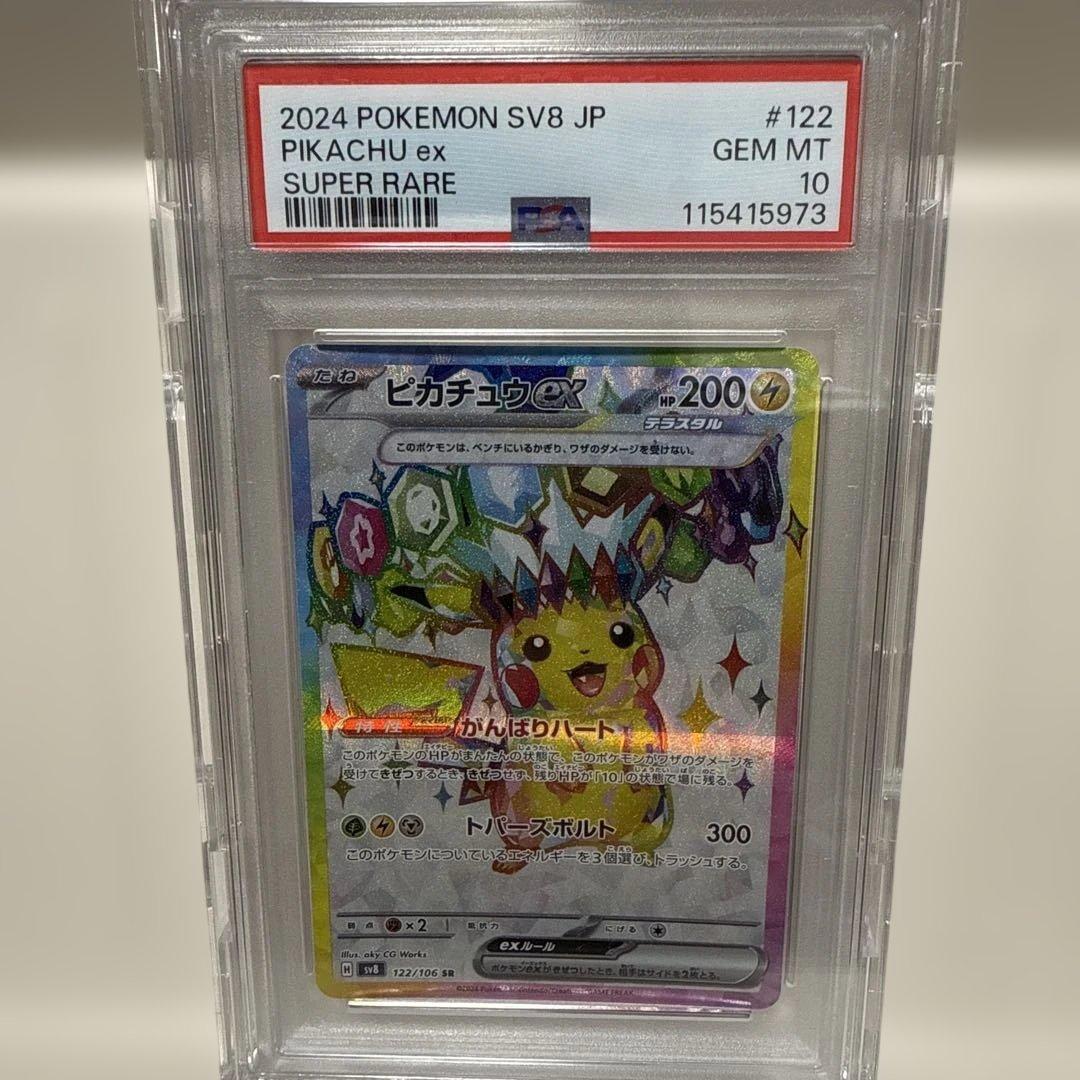 2024 POKEMON SV8 JP #122
PIKACHU ex GEM MT
SUPER RARE 10
PSA 115415973
たね ピカチュウex HP 200
テラスタル
このポケモンは、ベンチにいるかぎり、ワザのダメージを受けない。
特性 がんばりハート
このポケモンのHPがまんたんの状態で、このポケモンがワザのダメージを
受けてきぜつするとき、きぜつせず、残りHPが「10」の状態で場に残る。
トパーズボルト 300
このポケモンについているエネルギーを3個選び、トラッシュする。
弱点 ×2 抵抗力 にげる
Illus. aky CG Works
exルール
ポケモンexがきぜつしたとき、相手はサイドを2枚とる。
H sv8 122/106 SR
©2024 Pokémon/Nintendo/Creatures/GAME FREAK